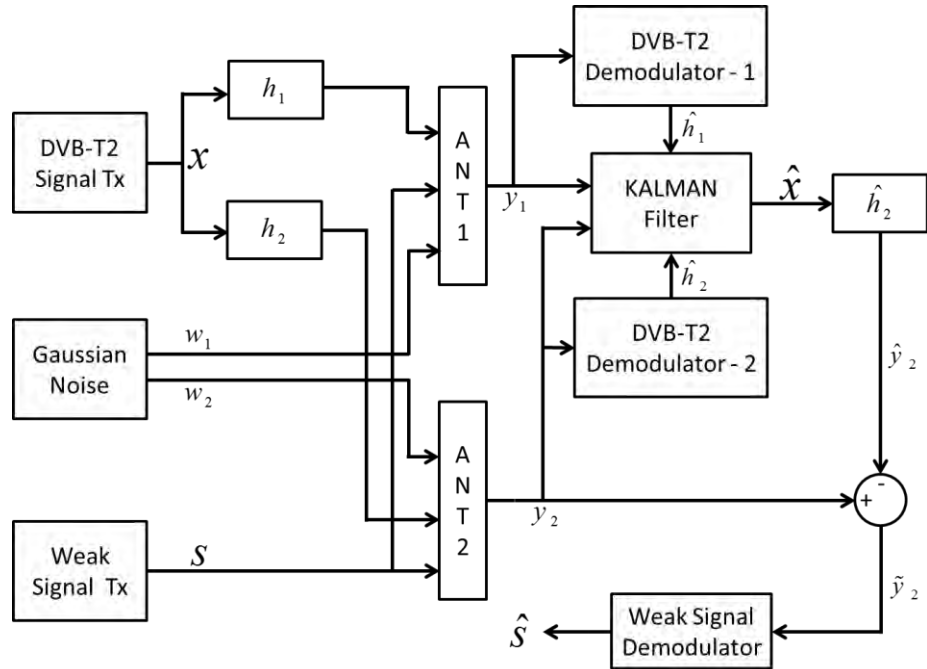 DVB-T2
Signal Tx
x
h₁
h₂
Gaussian
Noise
w₁
w₂
Weak
Signal Tx
s
A
N
T
1
y₁
A
N
T
2
y₂
DVB-T2
Demodulator - 1
ĥ₁
KALMAN
Filter
ĥ₂
DVB-T2
Demodulator - 2
x̂
ĥ₂
ŷ₂
-
+
ỹ₂
Weak Signal
Demodulator
ŝ